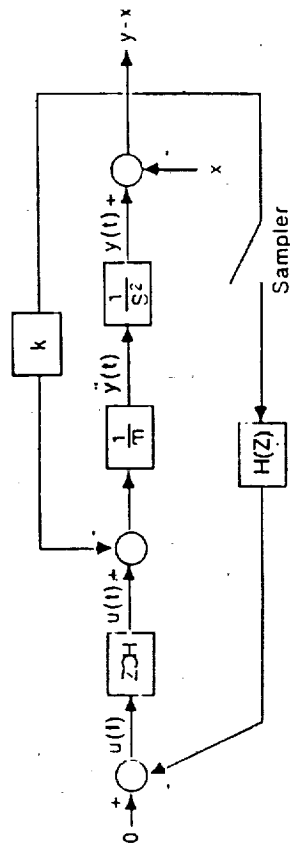 k
0
+
u(t)
HCZ
u(t)
+
1
m
ÿ(t)
1
S²
y(t)
+
y-x
x
H(Z)
Sampler